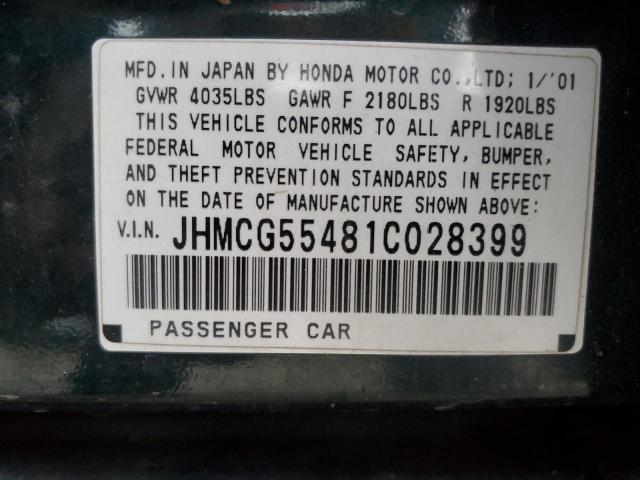 MFD. IN JAPAN BY HONDA MOTOR CO., LTD; 1/'01
GVWR 4035LBS GAWR F 2180LBS R 1920LBS
THIS VEHICLE CONFORMS TO ALL APPLICABLE
FEDERAL MOTOR VEHICLE SAFETY, BUMPER,
AND THEFT PREVENTION STANDARDS IN EFFECT
ON THE DATE OF MANUFACTURE SHOWN ABOVE:
V.I.N. JHMCG55481C028399
PASSENGER CAR